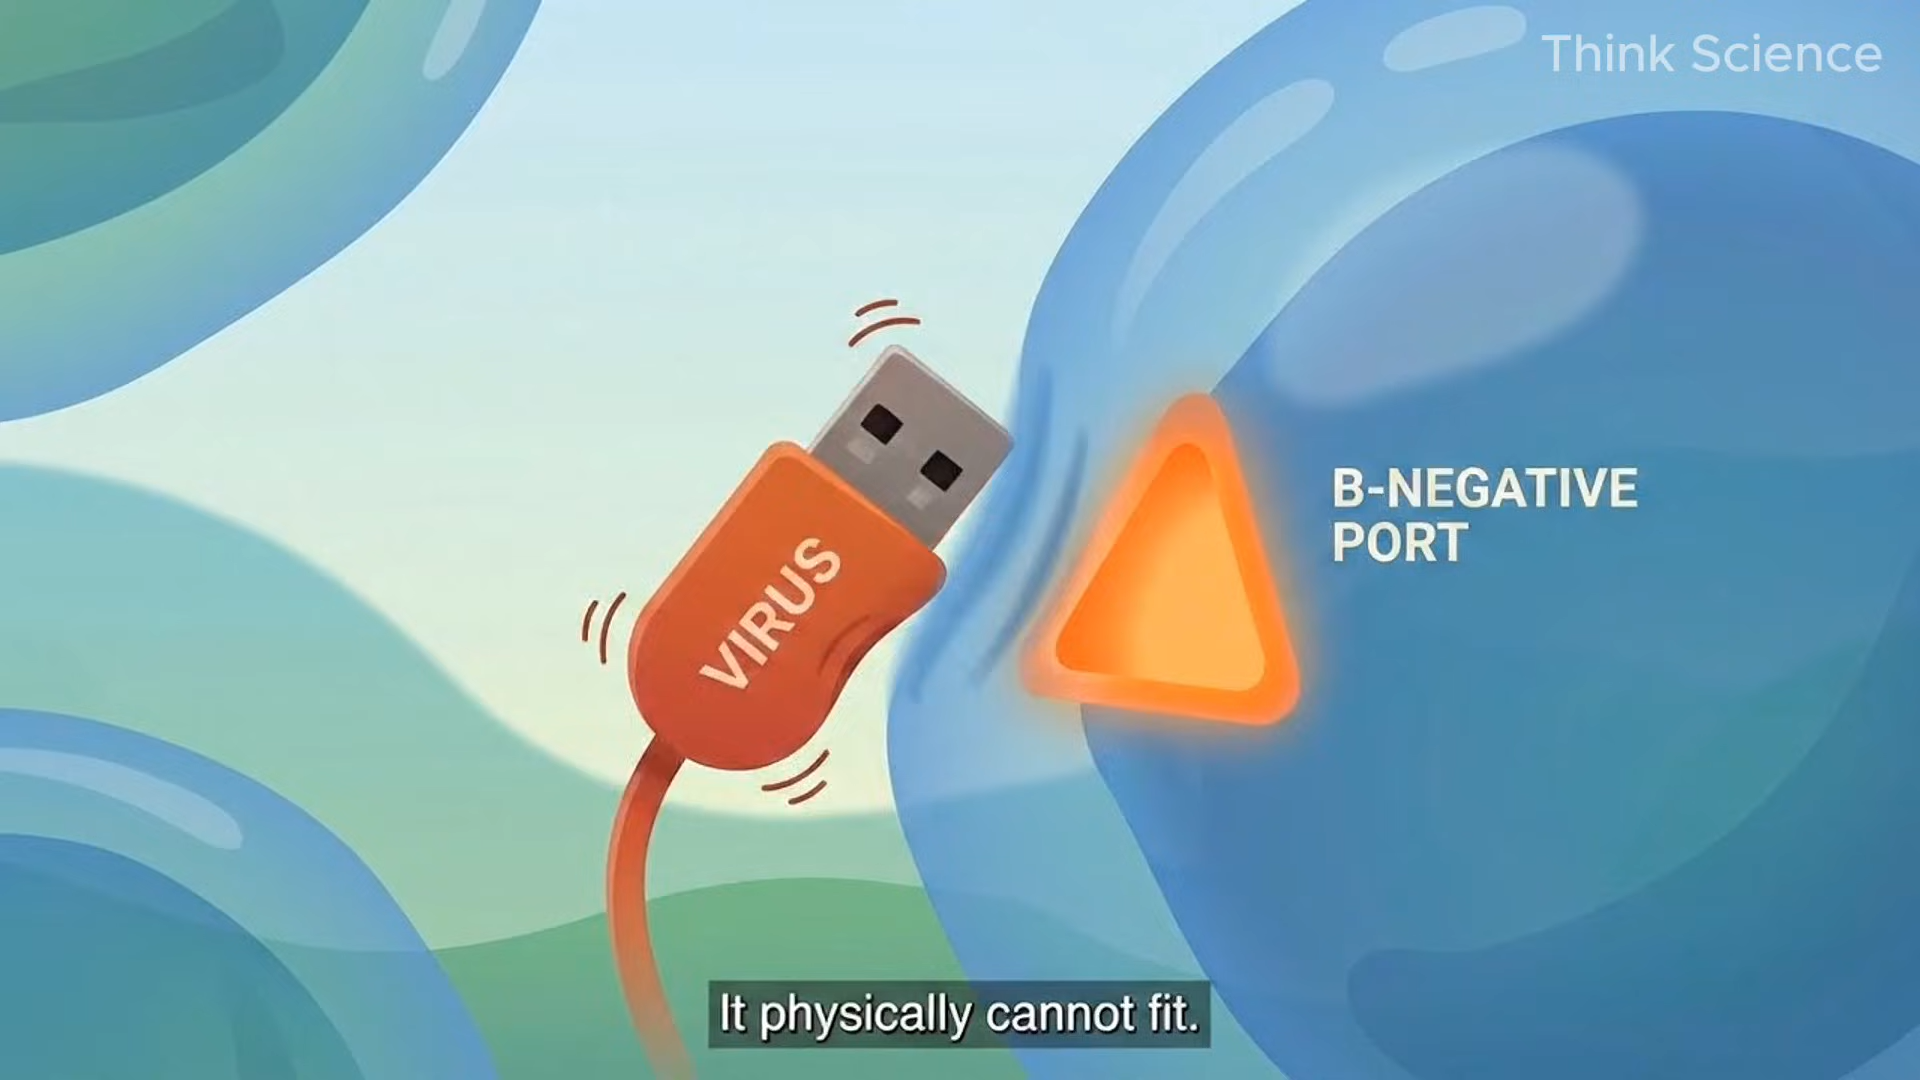 Think Science
B-NEGATIVE
PORT
VIRUS
It physically cannot fit.